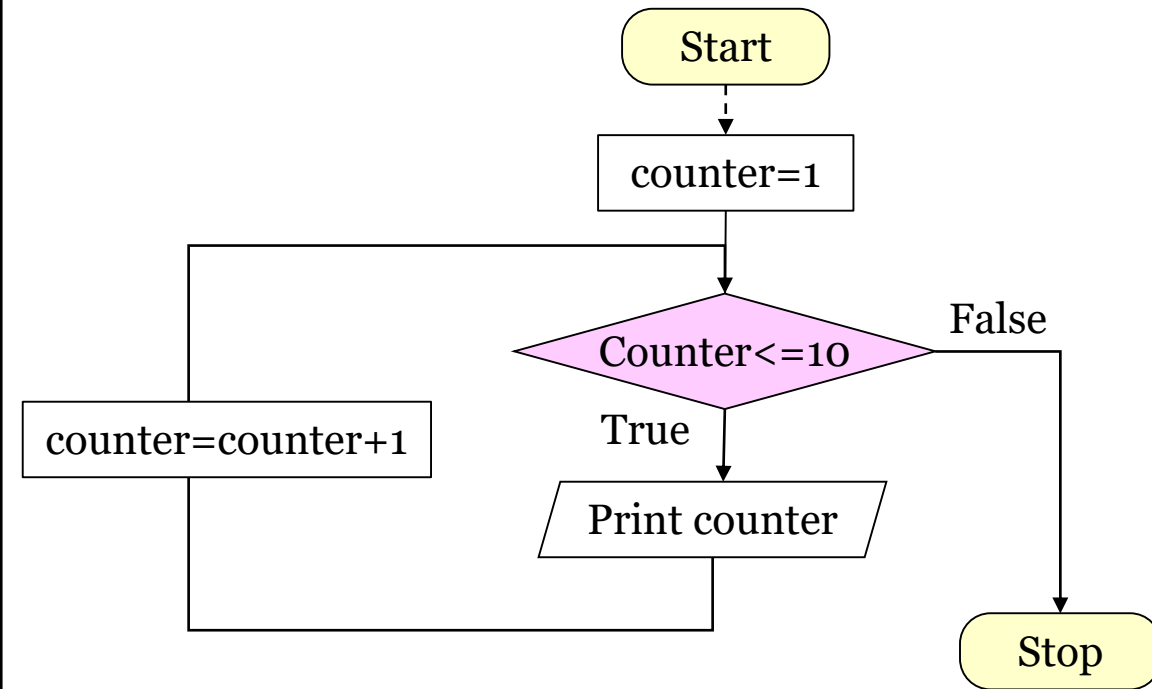 Start
counter=1
Counter<=10
False
True
counter=counter+1
Print counter
Stop